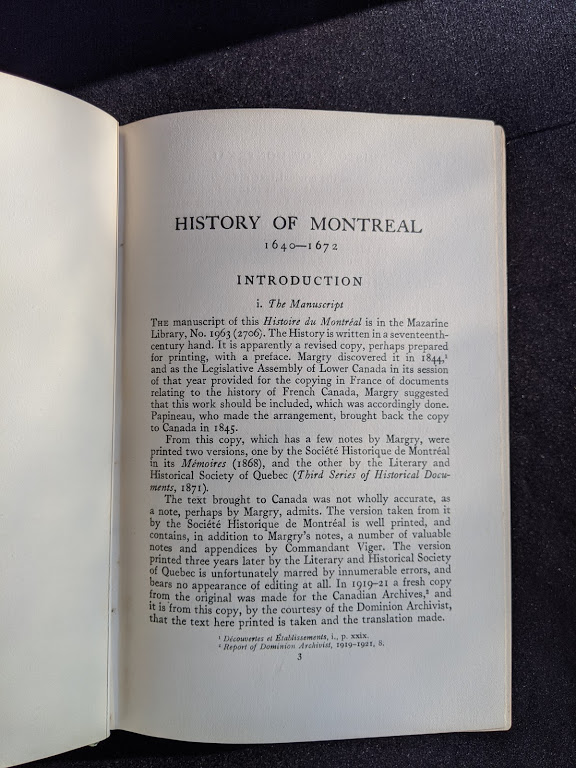 HISTORY OF MONTREAL
1640—1672
INTRODUCTION
i. The Manuscript
THE manuscript of this Histoire du Montréal is in the Mazarine
Library, No. 1963 (2706). The History is written in a seventeenth-
century hand. It is apparently a revised copy, perhaps prepared
for printing, with a preface. Margry discovered it in 1844,¹
and as the Legislative Assembly of Lower Canada in its session
of that year provided for the copying in France of documents
relating to the history of French Canada, Margry suggested
that this work should be included, which was accordingly done.
Papineau, who made the arrangement, brought back the copy
to Canada in 1845.
From this copy, which has a few notes by Margry, were
printed two versions, one by the Société Historique de Montréal
in its Mémoires (1868), and the other by the Literary and
Historical Society of Quebec (Third Series of Historical Docu-
ments, 1871).
The text brought to Canada was not wholly accurate, as
a note, perhaps by Margry, admits. The version taken from it
by the Société Historique de Montréal is well printed, and
contains, in addition to Margry's notes, a number of valuable
notes and appendices by Commandant Viger. The version
printed three years later by the Literary and Historical Society
of Quebec is unfortunately marred by innumerable errors, and
bears no appearance of editing at all. In 1919-21 a fresh copy
from the original was made for the Canadian Archives,² and
it is from this copy, by the courtesy of the Dominion Archivist,
that the text here printed is taken and the translation made.
¹ Découvertes et Établissements, i., p. xxix.
² Report of Dominion Archivist, 1919-1921, 8.
3